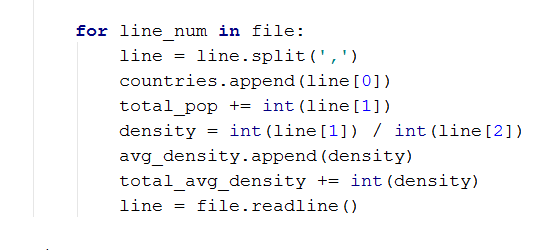 for line_num in file:
    line = line.split(',')
    countries.append(line[0])
    total_pop += int(line[1])
    density = int(line[1]) / int(line[2])
    avg_density.append(density)
    total_avg_density += int(density)
    line = file.readline()